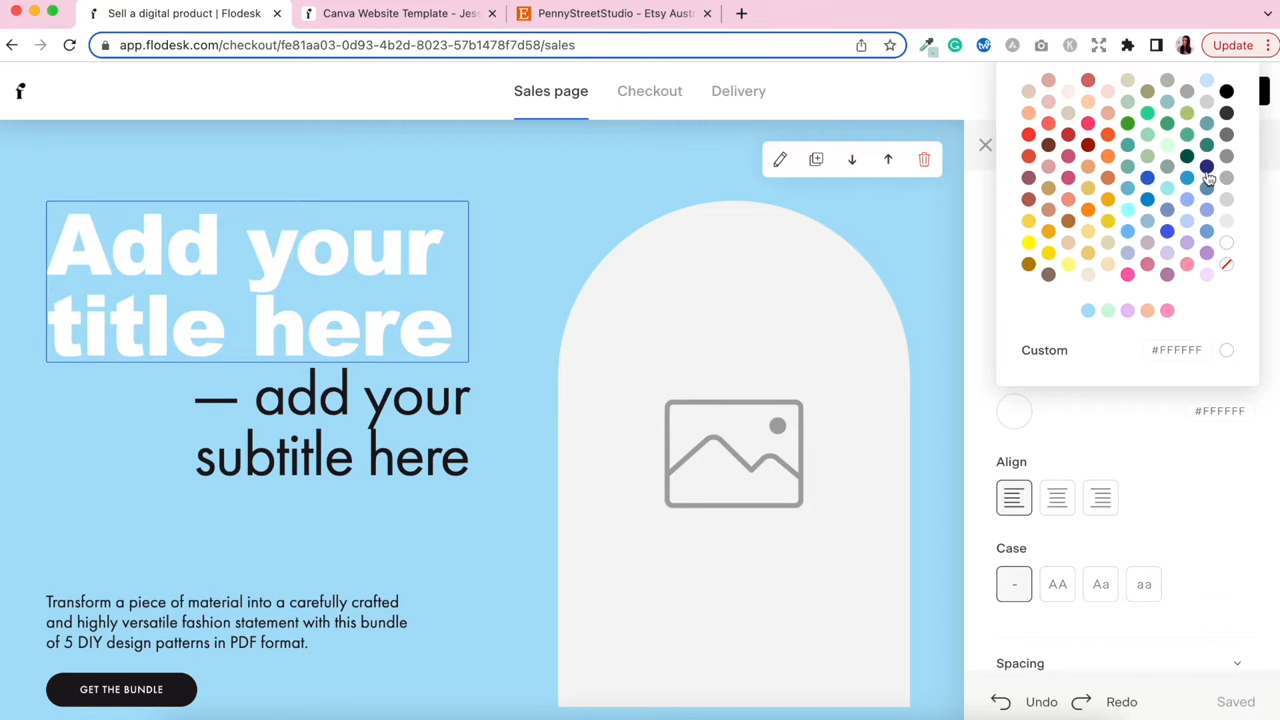 Sell a digital product | Flodesk
Canva Website Template - Jes
PennyStreetStudio - Etsy Austr
app.flodesk.com/checkout/fe81aa03-0d93-4b2d-8023-57b1478f7d58/sales
Update
Sales page
Checkout
Delivery
Add your
title here
— add your
subtitle here
Transform a piece of material into a carefully crafted
and highly versatile fashion statement with this bundle
of 5 DIY design patterns in PDF format.
GET THE BUNDLE
Custom
#FFFFFF
#FFFFFF
Align
Case
-
AA
Aa
aa
Spacing
Undo
Redo
Saved